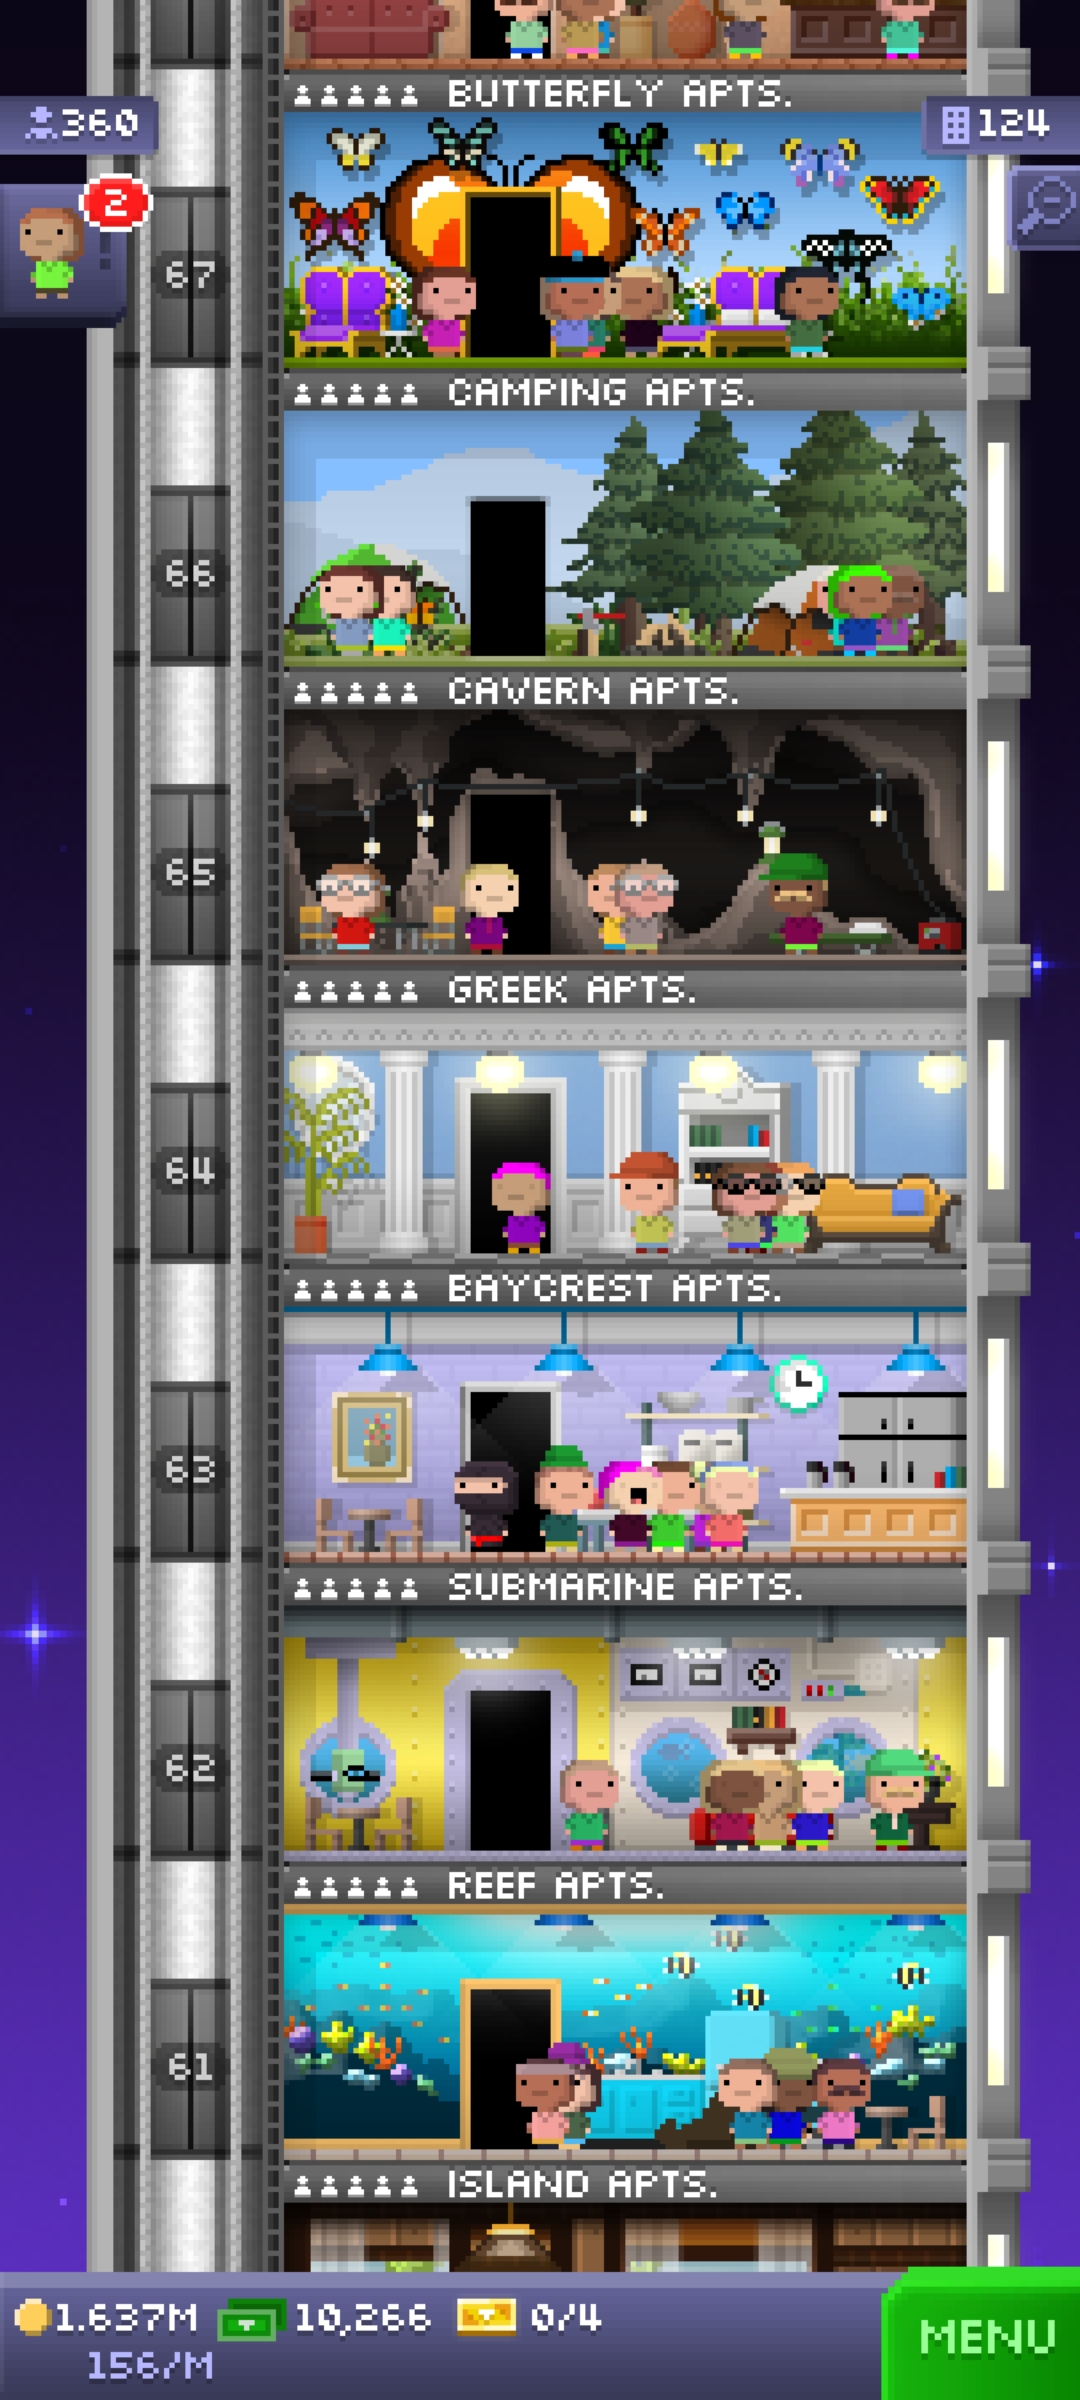 BUTTERFLY APTS.
360
124
2
67
CAMPING APTS.
66
CAVERN APTS.
65
GREEK APTS.
64
BAYCREST APTS.
63
SUBMARINE APTS.
62
REEF APTS.
61
ISLAND APTS.
1.637M 10,266 0/4
156/M
MENU